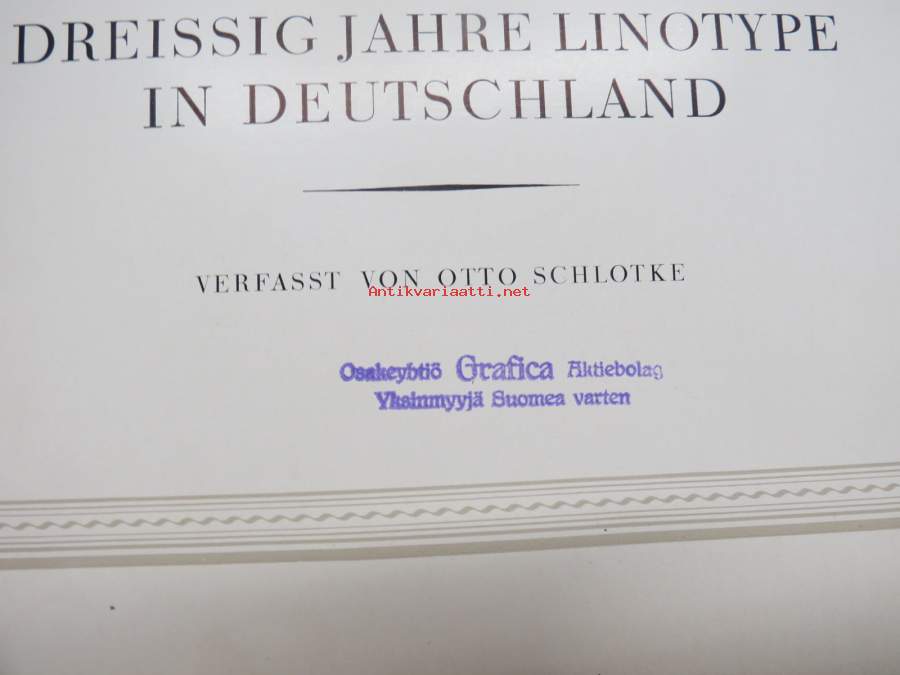 DREISSIG JAHRE LINOTYPE
IN DEUTSCHLAND
VERFASST VON OTTO SCHLOTKE
Antikvariaatti.net
Osakeyhtiö Grafica Aktiebolag
Yksinmyyjä Suomea varten